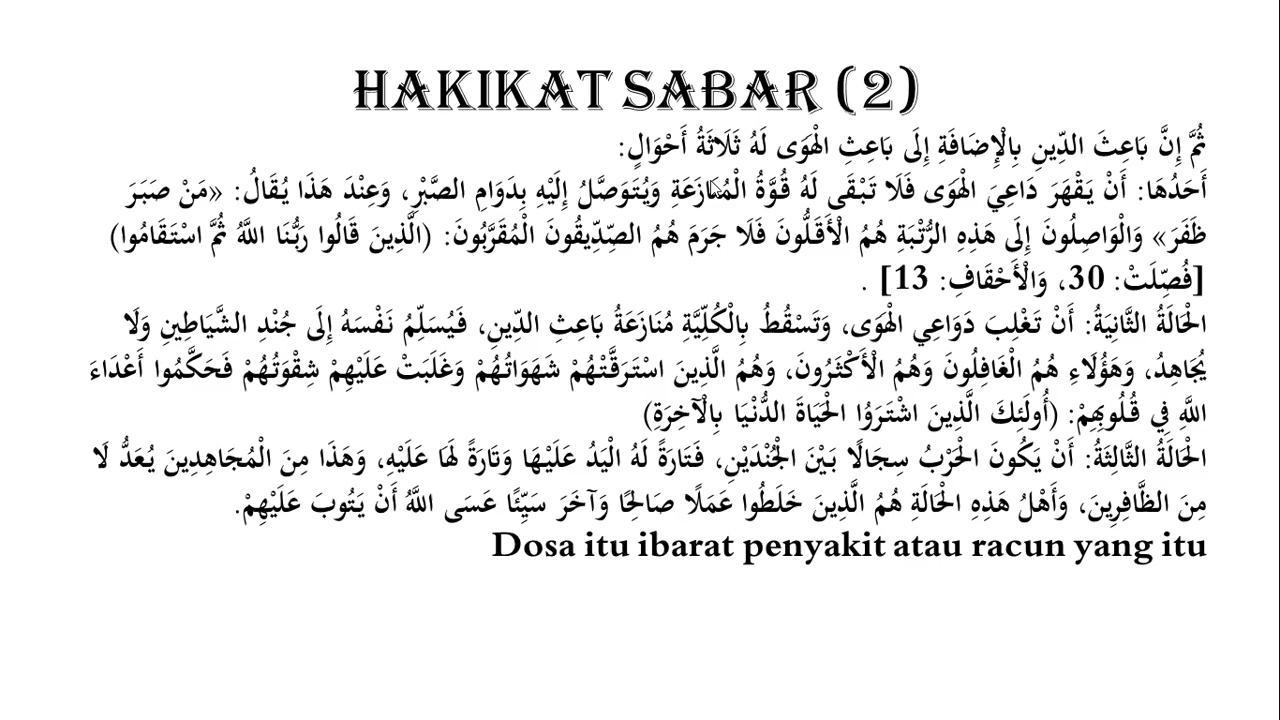 HAKIKAT SABAR (2)
ثُمَّ إِنَّ بَاعِثَ الدِّينِ بِالْإِضَافَةِ إِلَى بَاعِثِ الْهَوَى لَهُ ثَلَاثَةُ أَحْوَالٍ:
أَحَدُهَا: أَنْ يَقْهَرَ دَاعِيَ الْهَوَى فَلَا تَبْقَى لَهُ قُوَّةُ الْمُنَازَعَةِ وَيُتَوَصَّلُ إِلَيْهِ بِدَوَامِ الصَّبْرِ، وَعِنْدَ هَذَا يُقَالُ: «مَنْ صَبَرَ
ظَفَرَ» وَالْوَاصِلُونَ إِلَى هَذِهِ الرُّتْبَةِ هُمُ الْأَقَلُّونَ فَلَا جَرَمَ هُمُ الصِّدِّيقُونَ الْمُقَرَّبُونَ: (الَّذِينَ قَالُوا رَبُّنَا اللَّهُ ثُمَّ اسْتَقَامُوا)
[فُصِّلَتْ: 30، وَالْأَحْقَافِ: 13] .
الْحَالَةُ الثَّانِيَةُ: أَنْ تَغْلِبَ دَوَاعِي الْهَوَى، وَتَسْقُطُ بِالْكُلِّيَّةِ مُنَازَعَةُ بَاعِثِ الدِّينِ، فَيُسَلِّمُ نَفْسَهُ إِلَى جُنْدِ الشَّيَاطِينِ وَلَا
يُجَاهِدُ، وَهَؤُلَاءِ هُمُ الْغَافِلُونَ وَهُمُ الْأَكْثَرُونَ، وَهُمُ الَّذِينَ اسْتَرَقَّتْهُمْ شَهَوَاتُهُمْ وَغَلَبَتْ عَلَيْهِمْ شِقْوَتُهُمْ فَحَكَّمُوا أَعْدَاءَ
اللَّهِ فِي قُلُوبِهِمْ: (أُولَئِكَ الَّذِينَ اشْتَرَوُا الْحَيَاةَ الدُّنْيَا بِالْآخِرَةِ)
الْحَالَةُ الثَّالِثَةُ: أَنْ يَكُونَ الْحَرْبُ سِجَالًا بَيْنَ الْجُنْدَيْنِ، فَتَارَةً لَهُ الْيَدُ عَلَيْهَا وَتَارَةً لَهَا عَلَيْهِ، وَهَذَا مِنَ الْمُجَاهِدِينَ يُعَدُّ لَا
مِنَ الظَّافِرِينَ، وَأَهْلُ هَذِهِ الْحَالَةِ هُمُ الَّذِينَ خَلَطُوا عَمَلًا صَالِحًا وَآخَرَ سَيِّئًا عَسَى اللَّهُ أَنْ يَتُوبَ عَلَيْهِمْ.
Dosa itu ibarat penyakit atau racun yang itu